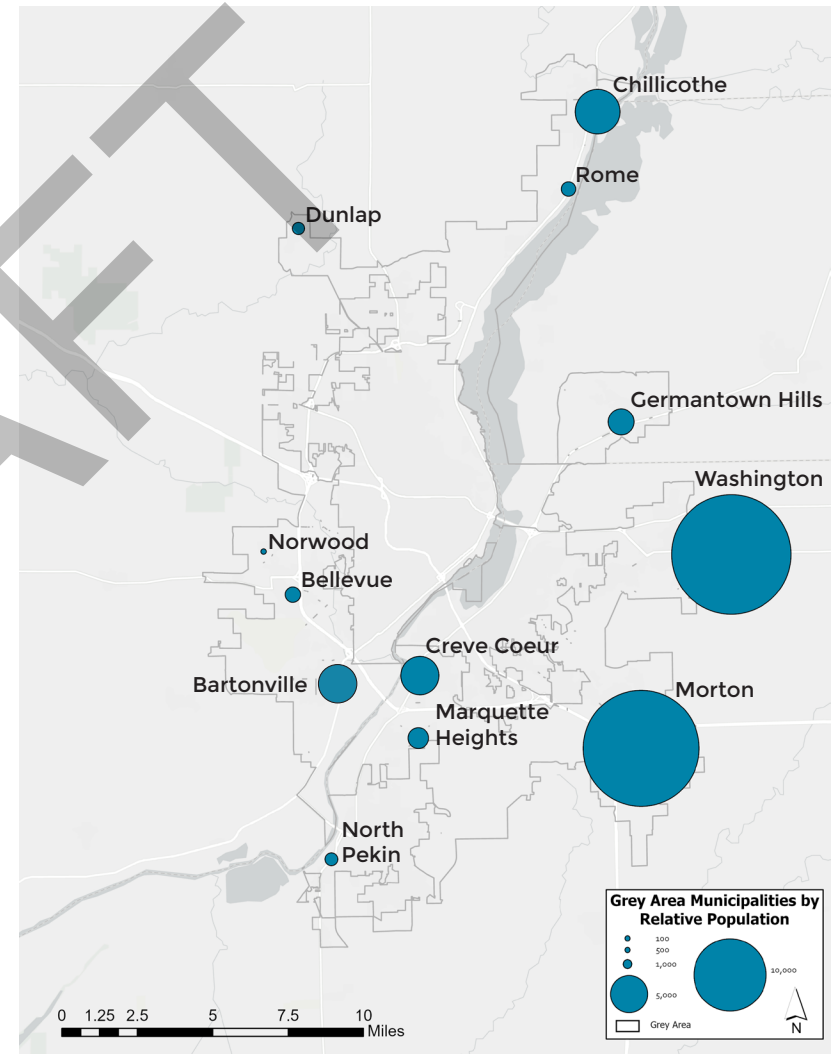 Chillicothe
Rome
Dunlap
Germantown Hills
Washington
Norwood
Bellevue
Creve Coeur
Bartonville
Morton
Marquette
Heights
North
Pekin
Grey Area Municipalities by
Relative Population
100
500
1,000
5,000
10,000
Grey Area
N
0 1.25 2.5 5 7.5 10
Miles